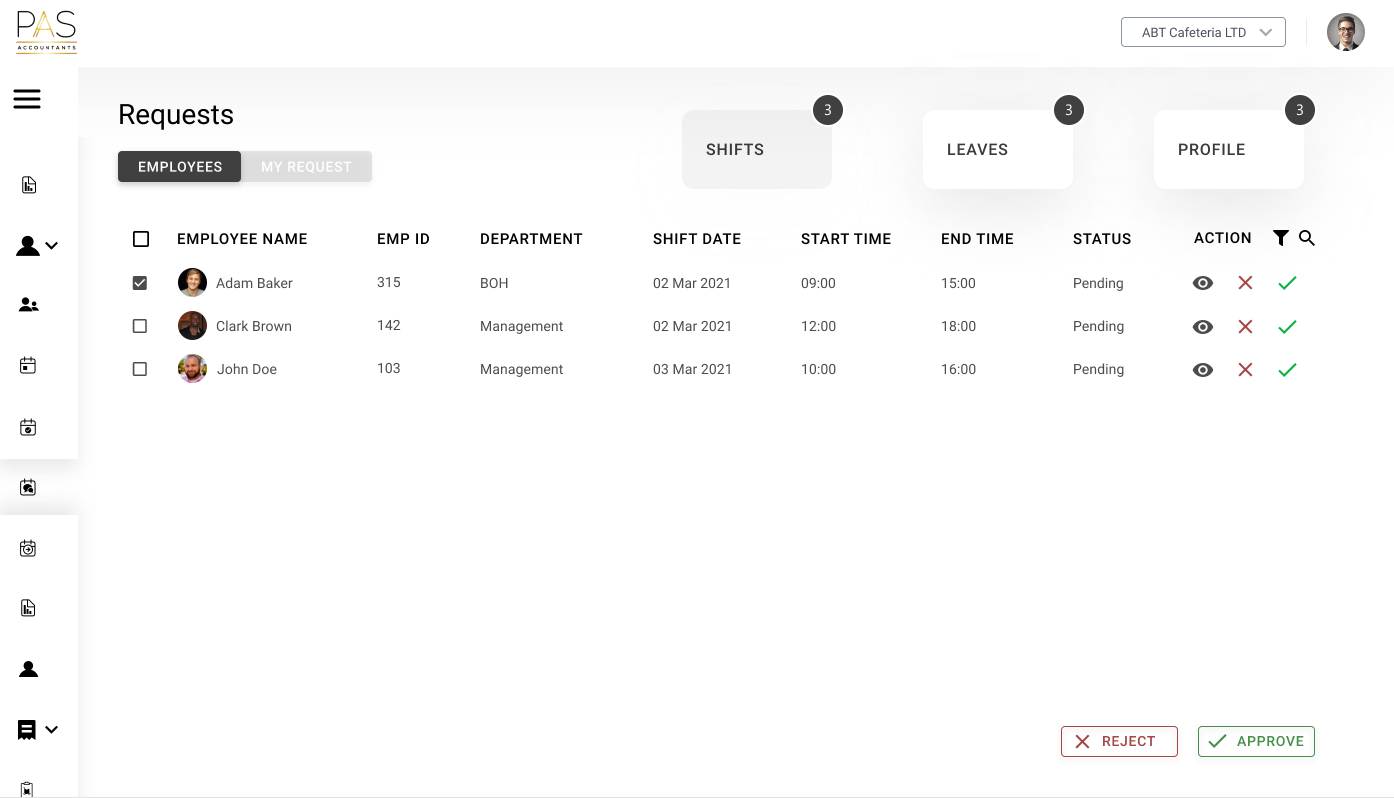 PAS
ACCOUNTANTS
ABT Cafeteria LTD
Requests
EMPLOYEES MY REQUEST
SHIFTS 3
LEAVES 3
PROFILE 3
EMPLOYEE NAME EMP ID DEPARTMENT SHIFT DATE START TIME END TIME STATUS ACTION
Adam Baker 315 BOH 02 Mar 2021 09:00 15:00 Pending
Clark Brown 142 Management 02 Mar 2021 12:00 18:00 Pending
John Doe 103 Management 03 Mar 2021 10:00 16:00 Pending
REJECT APPROVE